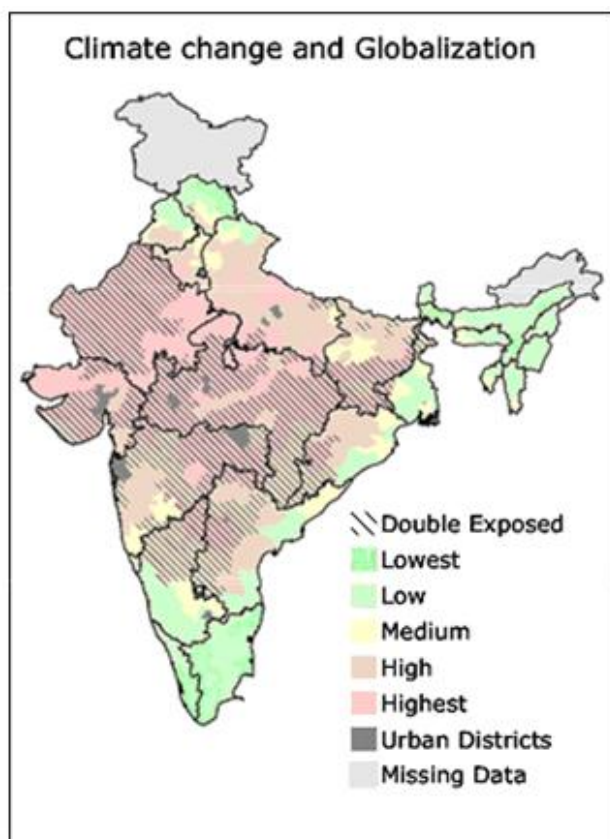 Climate change and Globalization
Double Exposed
Lowest
Low
Medium
High
Highest
Urban Districts
Missing Data